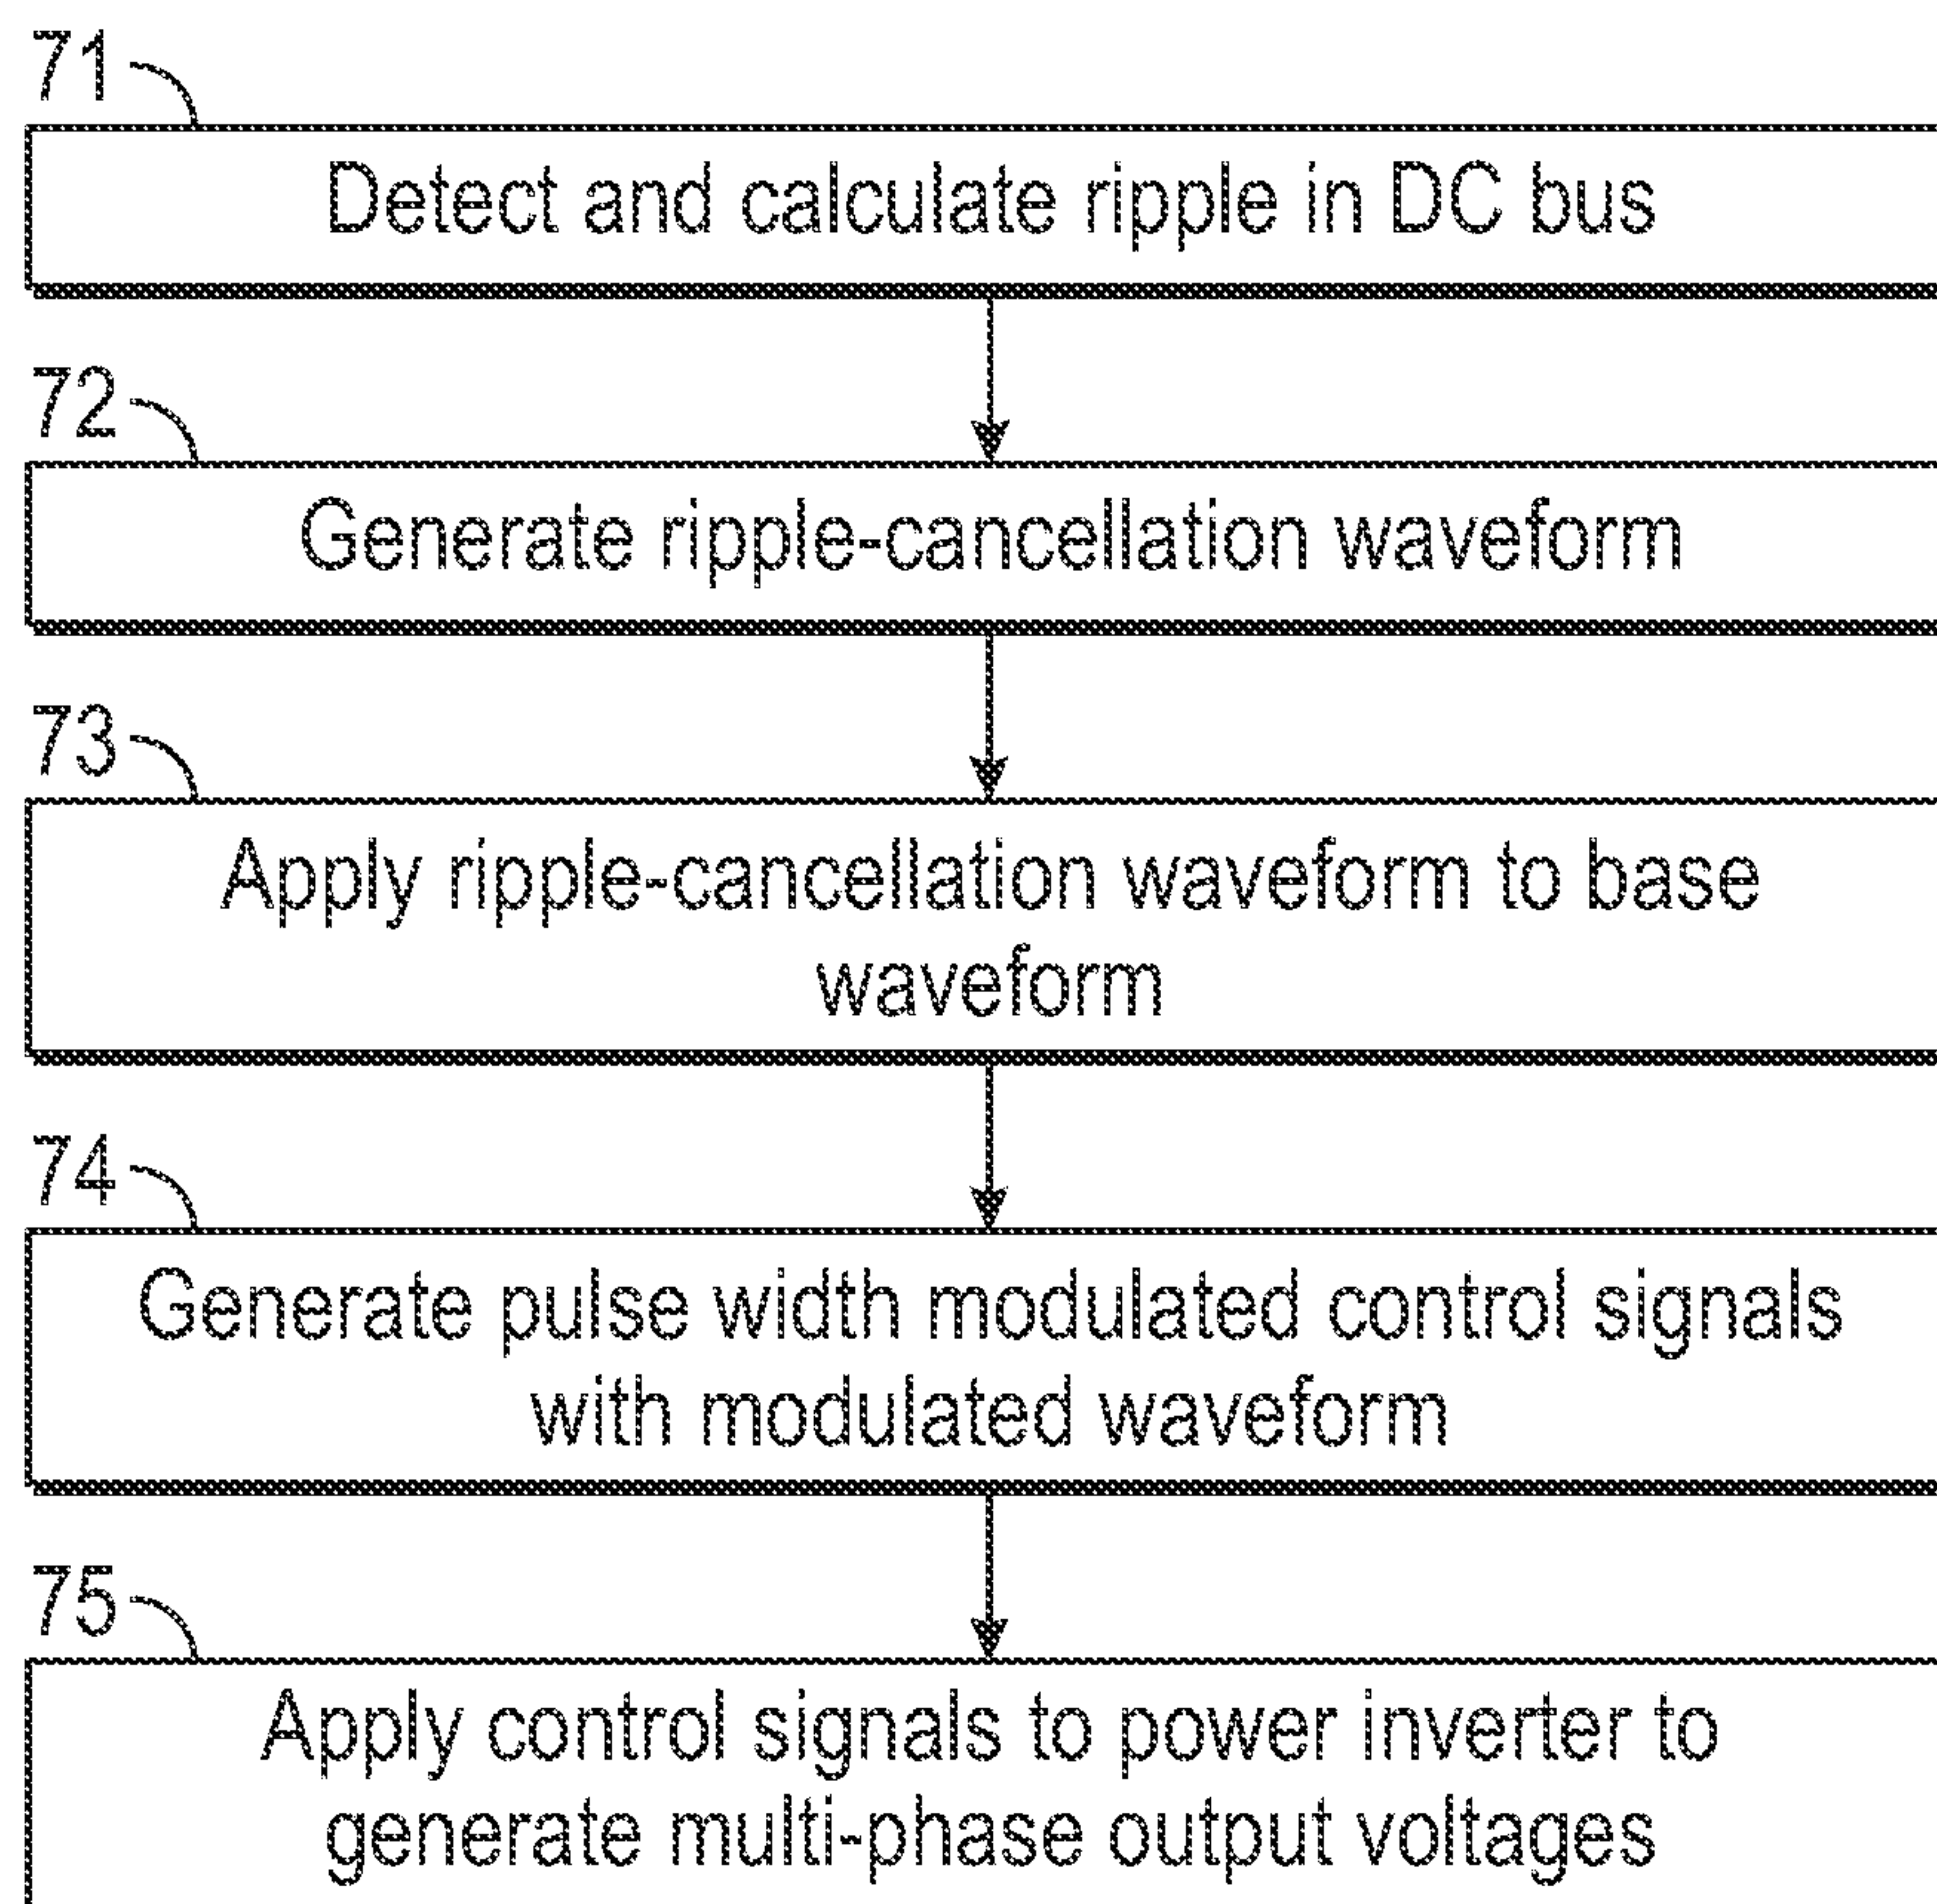 71
Detect and calculate ripple in DC bus
72
Generate ripple-cancellation waveform
73
Apply ripple-cancellation waveform to base
waveform
74
Generate pulse width modulated control signals
with modulated waveform
75
Apply control signals to power inverter to
generate multi-phase output voltages